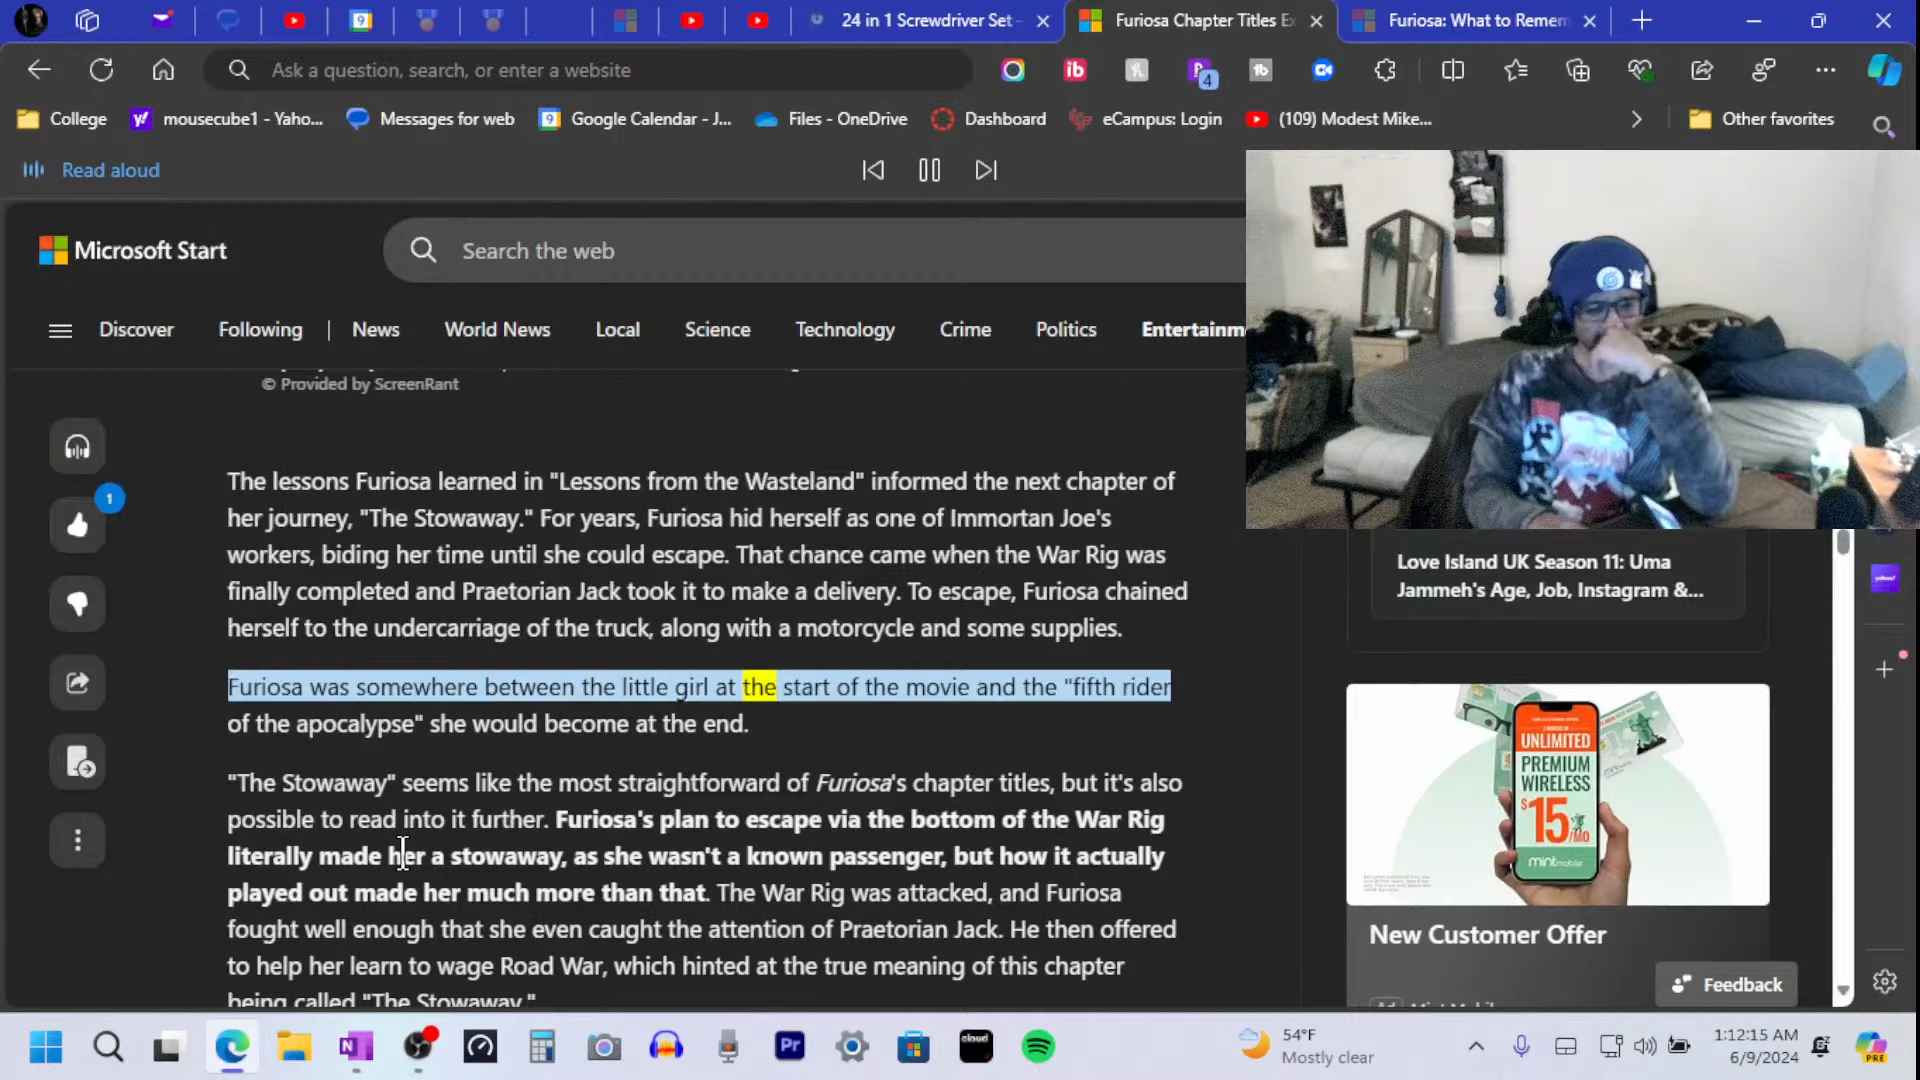 24 in 1 Screwdriver Set -
Furiosa Chapter Titles Ex
Furiosa: What to Remem
Ask a question, search, or enter a website
4
College
mousecube1 - Yaho...
Messages for web
Google Calendar - J...
Files - OneDrive
Dashboard
eCampus: Login
(109) Modest Mike...
Other favorites
Read aloud
Microsoft Start
Search the web
Discover
Following
News
World News
Local
Science
Technology
Crime
Politics
Entertainm
© Provided by ScreenRant
1
The lessons Furiosa learned in "Lessons from the Wasteland" informed the next chapter of
her journey, "The Stowaway." For years, Furiosa hid herself as one of Immortan Joe's
workers, biding her time until she could escape. That chance came when the War Rig was
finally completed and Praetorian Jack took it to make a delivery. To escape, Furiosa chained
herself to the undercarriage of the truck, along with a motorcycle and some supplies.
Furiosa was somewhere between the little girl at the start of the movie and the "fifth rider
of the apocalypse" she would become at the end.
"The Stowaway" seems like the most straightforward of Furiosa's chapter titles, but it's also
possible to read into it further. Furiosa's plan to escape via the bottom of the War Rig
literally made her a stowaway, as she wasn't a known passenger, but how it actually
played out made her much more than that. The War Rig was attacked, and Furiosa
fought well enough that she even caught the attention of Praetorian Jack. He then offered
to help her learn to wage Road War, which hinted at the true meaning of this chapter
being called "The Stowaway."
Love Island UK Season 11: Uma
Jammeh's Age, Job, Instagram &...
UNLIMITED
PREMIUM
WIRELESS
$15/MO
mint mobile
New Customer Offer
Feedback
54°F
Mostly clear
1:12:15 AM
6/9/2024
Pr
cloud
PRE